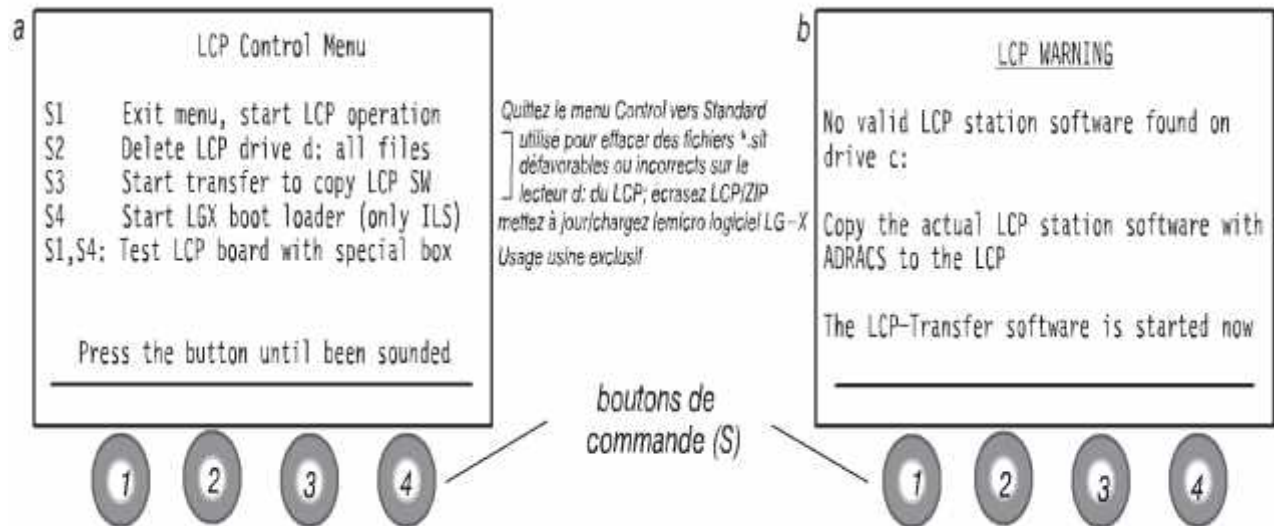 a
LCP Control Menu
S1 Exit menu, start LCP operation
S2 Delete LCP drive d: all files
S3 Start transfer to copy LCP SW
S4 Start LGX boot loader (only ILS)
S1,S4: Test LCP board with special box
Press the button until been sounded
1 2 3 4
Quittez le menu Control vers Standard
utilisé pour effacer des fichiers *.sit
défavorables ou incorrects sur le
lecteur d: du LCP; écrasez LCP/ZIP
mettez à jour/chargez lemicro logiciel LG-X
Usage usine exclusif
boutons de
commande (S)
b
LCP WARNING
No valid LCP station software found on
drive c:
Copy the actual LCP station software with
ADRACS to the LCP
The LCP-Transfer software is started now
1 2 3 4